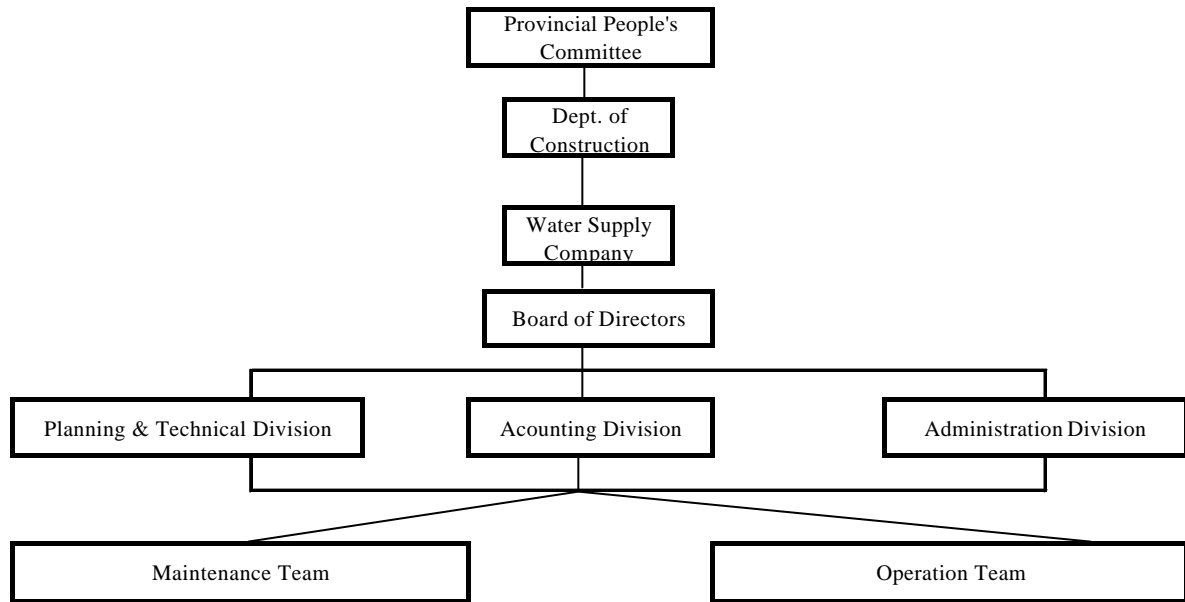 Provincial People's
Committee
Dept. of
Construction
Water Supply
Company
Board of Directors
Planning & Technical Division
Acounting Division
Administration Division
Maintenance Team
Operation Team